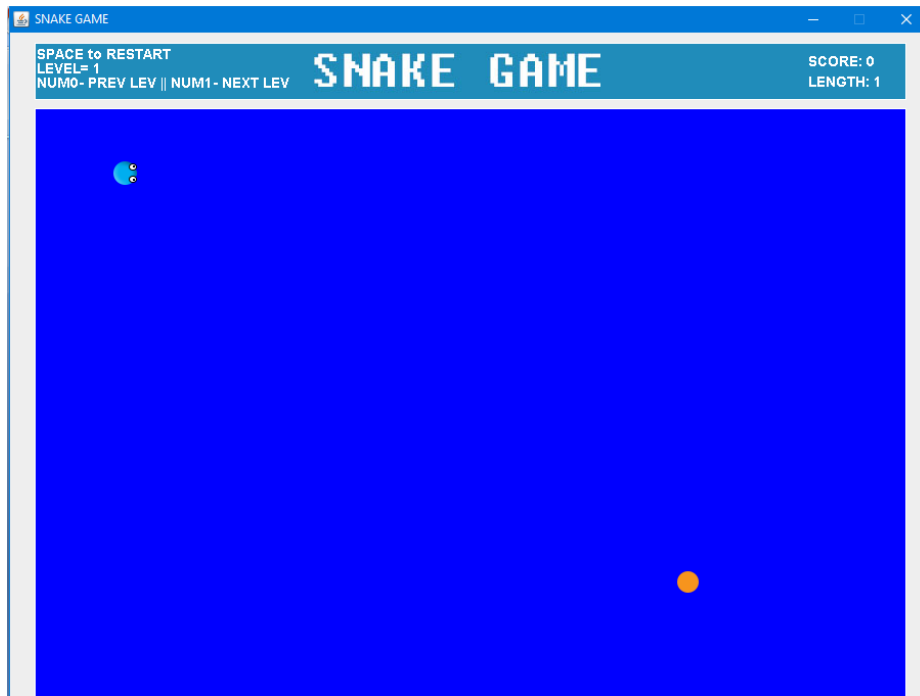 SNAKE GAME
SPACE to RESTART
LEVEL= 1
NUM0- PREV LEV || NUM1- NEXT LEV
SNAKE GAME
SCORE: 0
LENGTH: 1